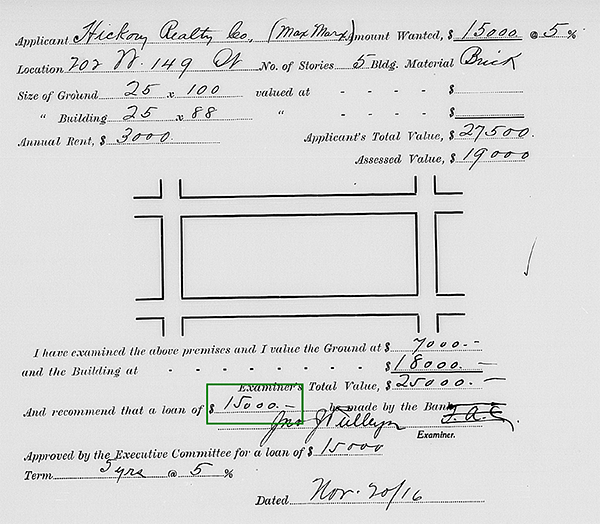 Applicant Hickory Realty Co. (Max Marx) Amount Wanted, $ 15000 @ 5 %
Location 702 W. 149 St No. of Stories 5 Bldg. Material Brick
Size of Ground 25 x 100 valued at - - - - $
" Building 25 x 88 " - - - - $
Annual Rent, $ 3000 Applicant's Total Value, $ 27500.
Assessed Value, $ 19000
I have examined the above premises and I value the Ground at $ 7000.-
and the Building at - - - - - - - - $ 18000.-
Examiner's Total Value, $ 25000.-
And recommend that a loan of $ 15000.- be made by the Bank
Examiner.
Approved by the Executive Committee for a loan of $ 15000
Term yrs @ 5 %
Dated Nov. 20/16